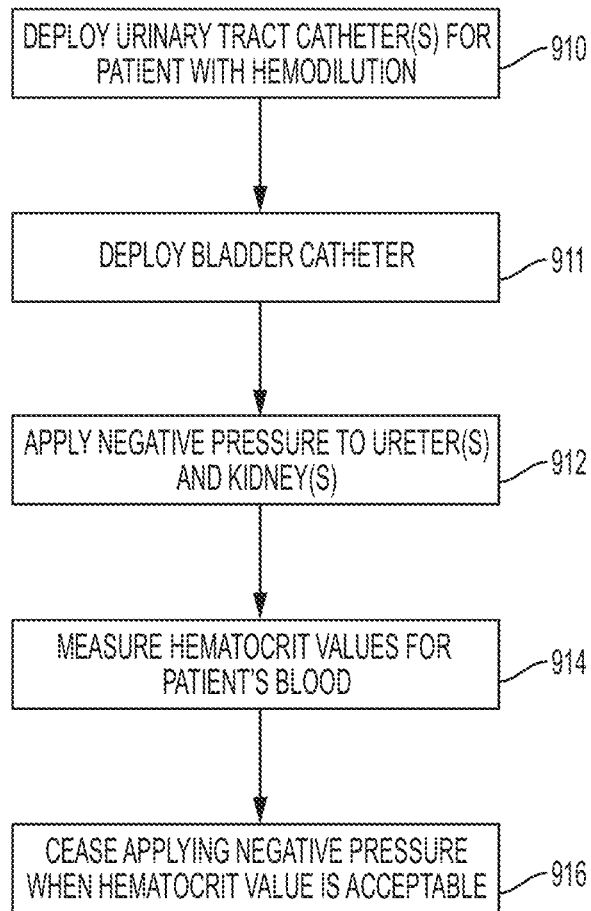 DEPLOY URINARY TRACT CATHETER(S) FOR
PATIENT WITH HEMODILUTION
910
DEPLOY BLADDER CATHETER
911
APPLY NEGATIVE PRESSURE TO URETER(S)
AND KIDNEY(S)
912
MEASURE HEMATOCRIT VALUES FOR
PATIENT'S BLOOD
914
CEASE APPLYING NEGATIVE PRESSURE
WHEN HEMATOCRIT VALUE IS ACCEPTABLE
916